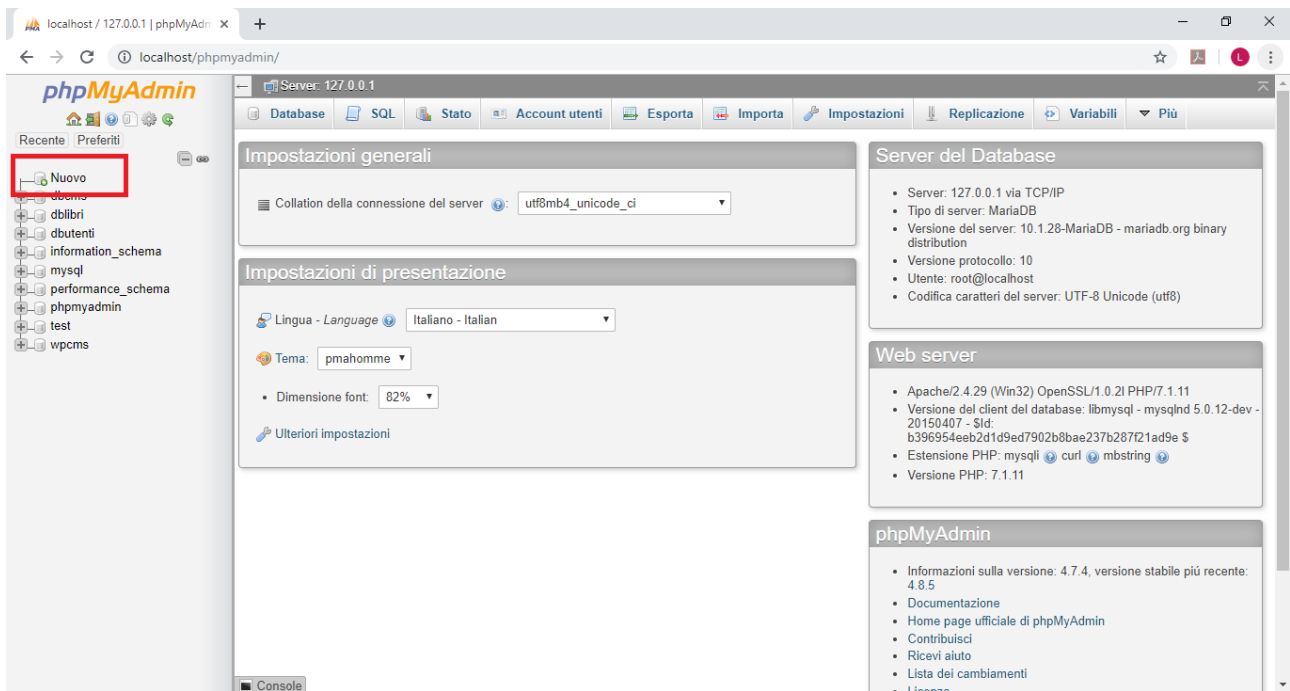 localhost / 127.0.0.1 | phpMyAdn
localhost/phpmyadmin/
L
phpMyAdmin
Recente Preferiti
Nuovo
dbcms
dblibri
dbutenti
information_schema
mysql
performance_schema
phpmyadmin
test
wpcms
Server: 127.0.0.1
Database SQL Stato Account utenti Esporta Importa Impostazioni Replicazione Variabili Più
Impostazioni generali
Collation della connessione del server : utf8mb4_unicode_ci
Impostazioni di presentazione
Lingua - Language Italiano - Italian
Tema: pmahomme
• Dimensione font: 82%
Ulteriori impostazioni
Console
Server del Database
• Server: 127.0.0.1 via TCP/IP
• Tipo di server: MariaDB
• Versione del server: 10.1.28-MariaDB - mariadb.org binary
distribution
• Versione protocollo: 10
• Utente: root@localhost
• Codifica caratteri del server: UTF-8 Unicode (utf8)
Web server
• Apache/2.4.29 (Win32) OpenSSL/1.0.2l PHP/7.1.11
• Versione del client del database: libmysql - mysqlnd 5.0.12-dev -
20150407 - $Id:
b396954eeb2d1d9ed7902b8bae237b287f21ad9e $
• Estensione PHP: mysqli curl mbstring
• Versione PHP: 7.1.11
phpMyAdmin
• Informazioni sulla versione: 4.7.4, versione stabile piú recente:
4.8.5
• Documentazione
• Home page ufficiale di phpMyAdmin
• Contribuisci
• Ricevi aiuto
• Lista dei cambiamenti
• Licenza